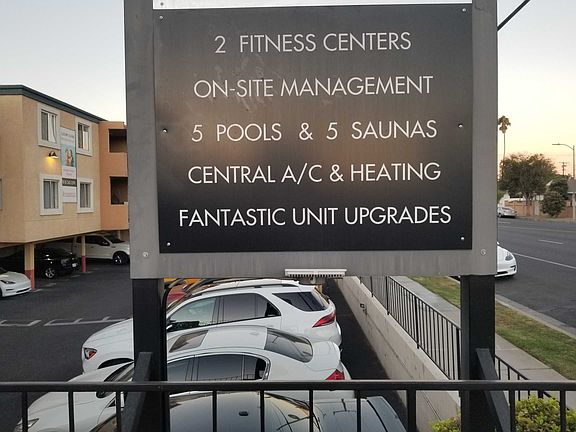 2 FITNESS CENTERS
ON-SITE MANAGEMENT
5 POOLS & 5 SAUNAS
CENTRAL A/C & HEATING
FANTASTIC UNIT UPGRADES